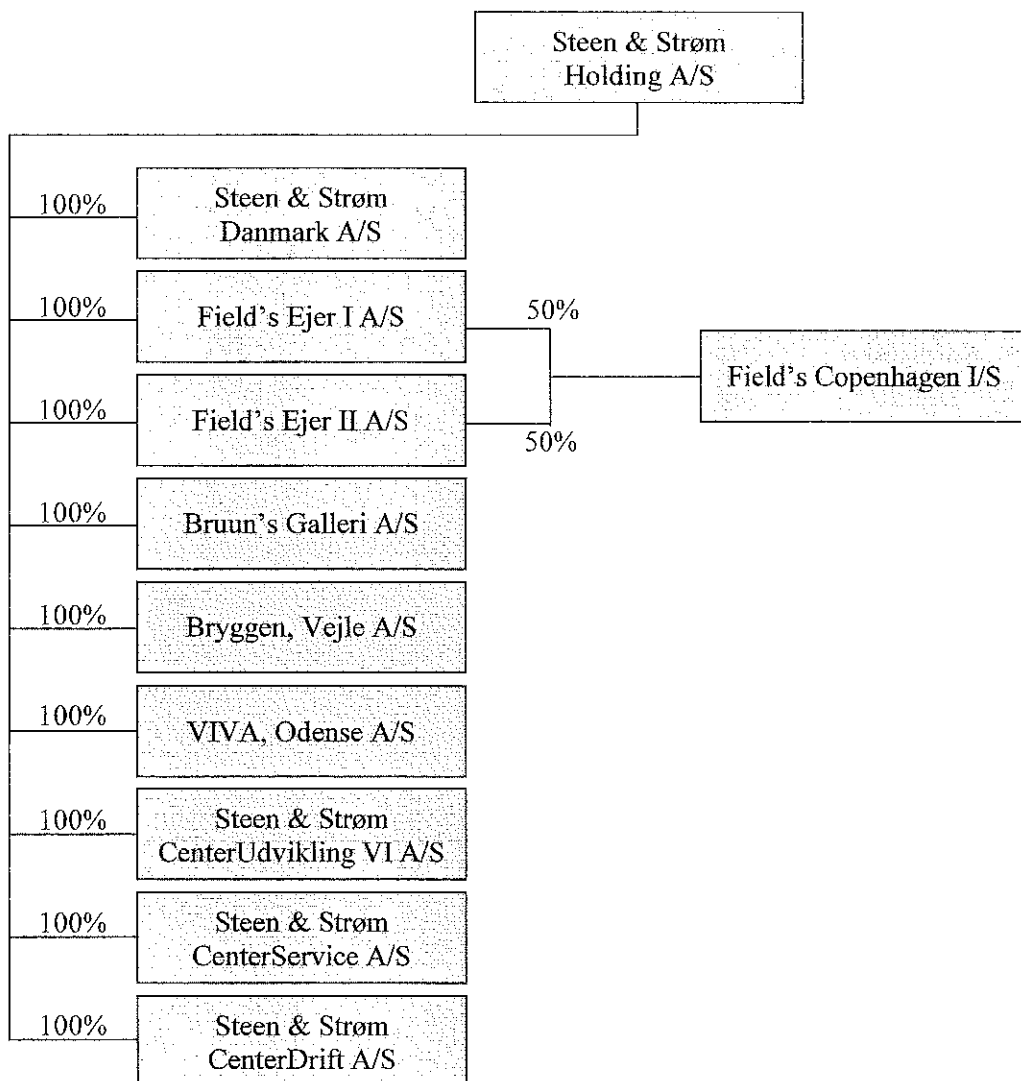 Steen & Strøm
Holding A/S
100%
Steen & Strøm
Danmark A/S
100%
Field's Ejer I A/S
50%
100%
Field's Ejer II A/S
50%
Field's Copenhagen I/S
100%
Bruun's Galleri A/S
100%
Bryggen, Vejle A/S
100%
VIVA, Odense A/S
100%
Steen & Strøm
CenterUdvikling VI A/S
100%
Steen & Strøm
CenterService A/S
100%
Steen & Strøm
CenterDrift A/S